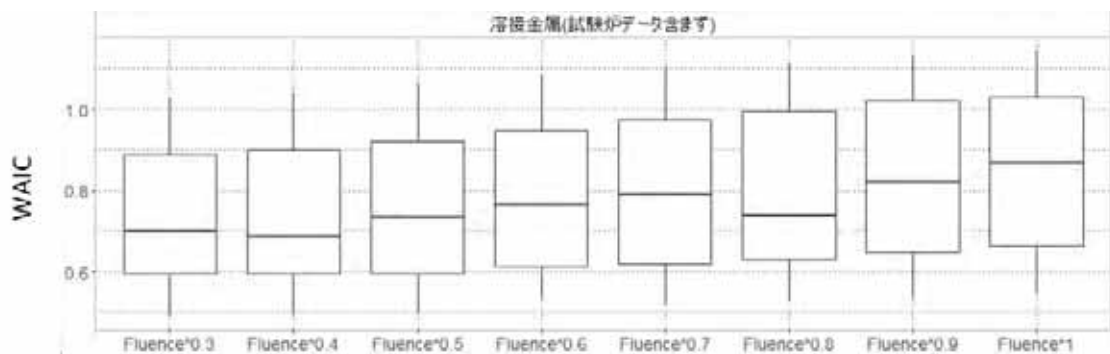 溶接金属(試験炉データ含まず)
WAIC
1.0
0.8
0.6
Fluence^0.3 Fluence^0.4 Fluence^0.5 Fluence^0.6 Fluence^0.7 Fluence^0.8 Fluence^0.9 Fluence^1